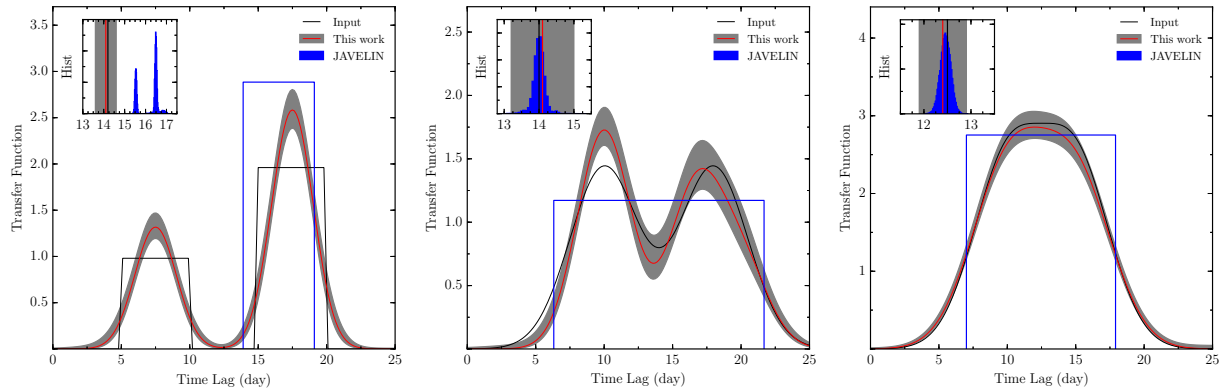 3.5
3.0
2.5
2.0
1.5
1.0
0.5
Transfer Function
0
5
10
15
20
25
Time Lag (day)
Hist
13 14 15 16 17
Input
This work
JAVELIN
2.5
2.0
1.5
1.0
0.5
Transfer Function
0
5
10
15
20
25
Time Lag (day)
Hist
13 14 15
Input
This work
JAVELIN
4
3
2
1
Transfer Function
0
5
10
15
20
25
Time Lag (day)
Hist
12 13
Input
This work
JAVELIN